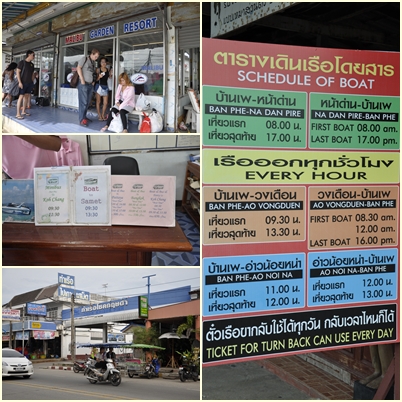 MALIBU GARDEN RESORT
Koh Chang
Boat
Samet
ตารางเดินเรือโดยสาร
SCHEDULE OF BOAT
บ้านเพ-หน้าด่าน
BAN PHE-NA DAN PIRE
เที่ยวแรก 08.00 น.
เที่ยวสุดท้าย 17.00 น.
หน้าด่าน-บ้านเพ
NA DAN PIRE-BAN PHE
FIRST BOAT 08.00 am.
LAST BOAT 17.00 pm.
เรือออกทุกชั่วโมง
EVERY HOUR
บ้านเพ-วงเดือน
BAN PHE-AO VONGDUEN
เที่ยวแรก 09.30 น.
เที่ยวสุดท้าย 13.30 น.
วงเดือน-บ้านเพ
AO VONGDUEN-BAN PHE
FIRST BOAT 08.30 am.
12.00 am.
LAST BOAT 16.00 pm.
บ้านเพ-อ่าวน้อยหน่า
BAN PHE-AO NOI NA
เที่ยวแรก 11.00 น.
เที่ยวสุดท้าย 12.00 น.
อ่าวน้อยหน่า-บ้านเพ
AO NOI NA-BAN PHE
เที่ยวแรก 12.00 น.
เที่ยวสุดท้าย 13.00 น.
ตั๋วเรือขากลับใช้ได้ทุกวัน กลับเวลาไหนก็ได้
TICKET FOR TURN BACK CAN USE EVERY DAY